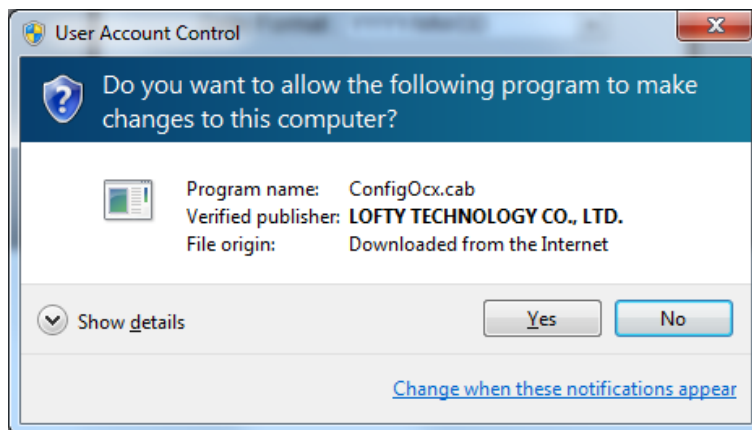 User Account Control
Do you want to allow the following program to make
changes to this computer?
Program name: ConfigOcx.cab
Verified publisher: LOFTY TECHNOLOGY CO., LTD.
File origin: Downloaded from the Internet
Show details
Yes
No
Change when these notifications appear